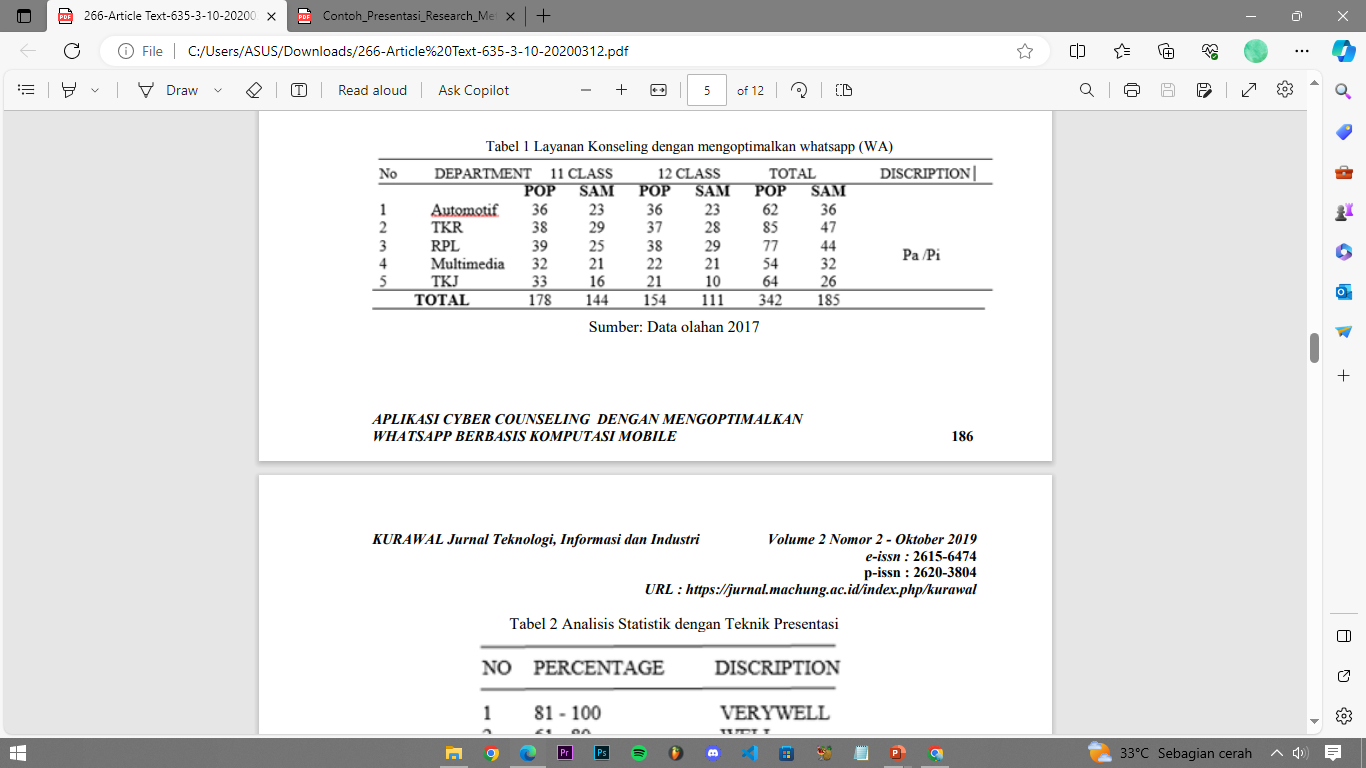 266-Article Text-635-3-10-20200
Contoh_Presentasi_Research_Me
File
C:/Users/ASUS/Downloads/266-Article%20Text-635-3-10-20200312.pdf
Draw
Read aloud
Ask Copilot
5 of 12
Tabel 1 Layanan Konseling dengan mengoptimalkan whatsapp (WA)
No DEPARTMENT 11 CLASS 12 CLASS TOTAL DISCRIPTION
POP SAM POP SAM POP SAM
1 Automotif 36 23 36 23 62 36
2 TKR 38 29 37 28 85 47
3 RPL 39 25 38 29 77 44
Pa /Pi
4 Multimedia 32 21 22 21 54 32
5 TKJ 33 16 21 10 64 26
TOTAL 178 144 154 111 342 185
Sumber: Data olahan 2017
APLIKASI CYBER COUNSELING DENGAN MENGOPTIMALKAN
WHATSAPP BERBASIS KOMPUTASI MOBILE 186
KURAWAL Jurnal Teknologi, Informasi dan Industri Volume 2 Nomor 2 - Oktober 2019
e-issn : 2615-6474
p-issn : 2620-3804
URL : https://jurnal.machung.ac.id/index.php/kurawal
Tabel 2 Analisis Statistik dengan Teknik Presentasi
NO PERCENTAGE DISCRIPTION
1 81 - 100 VERYWELL
33°C Sebagian cerah